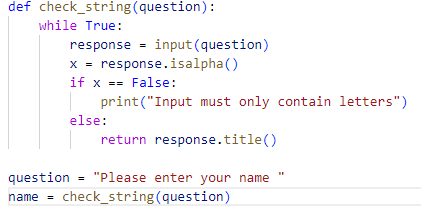 def check_string(question):
    while True:
        response = input(question)
        x = response.isalpha()
        if x == False:
            print("Input must only contain letters")
        else:
            return response.title()

question = "Please enter your name "
name = check_string(question)